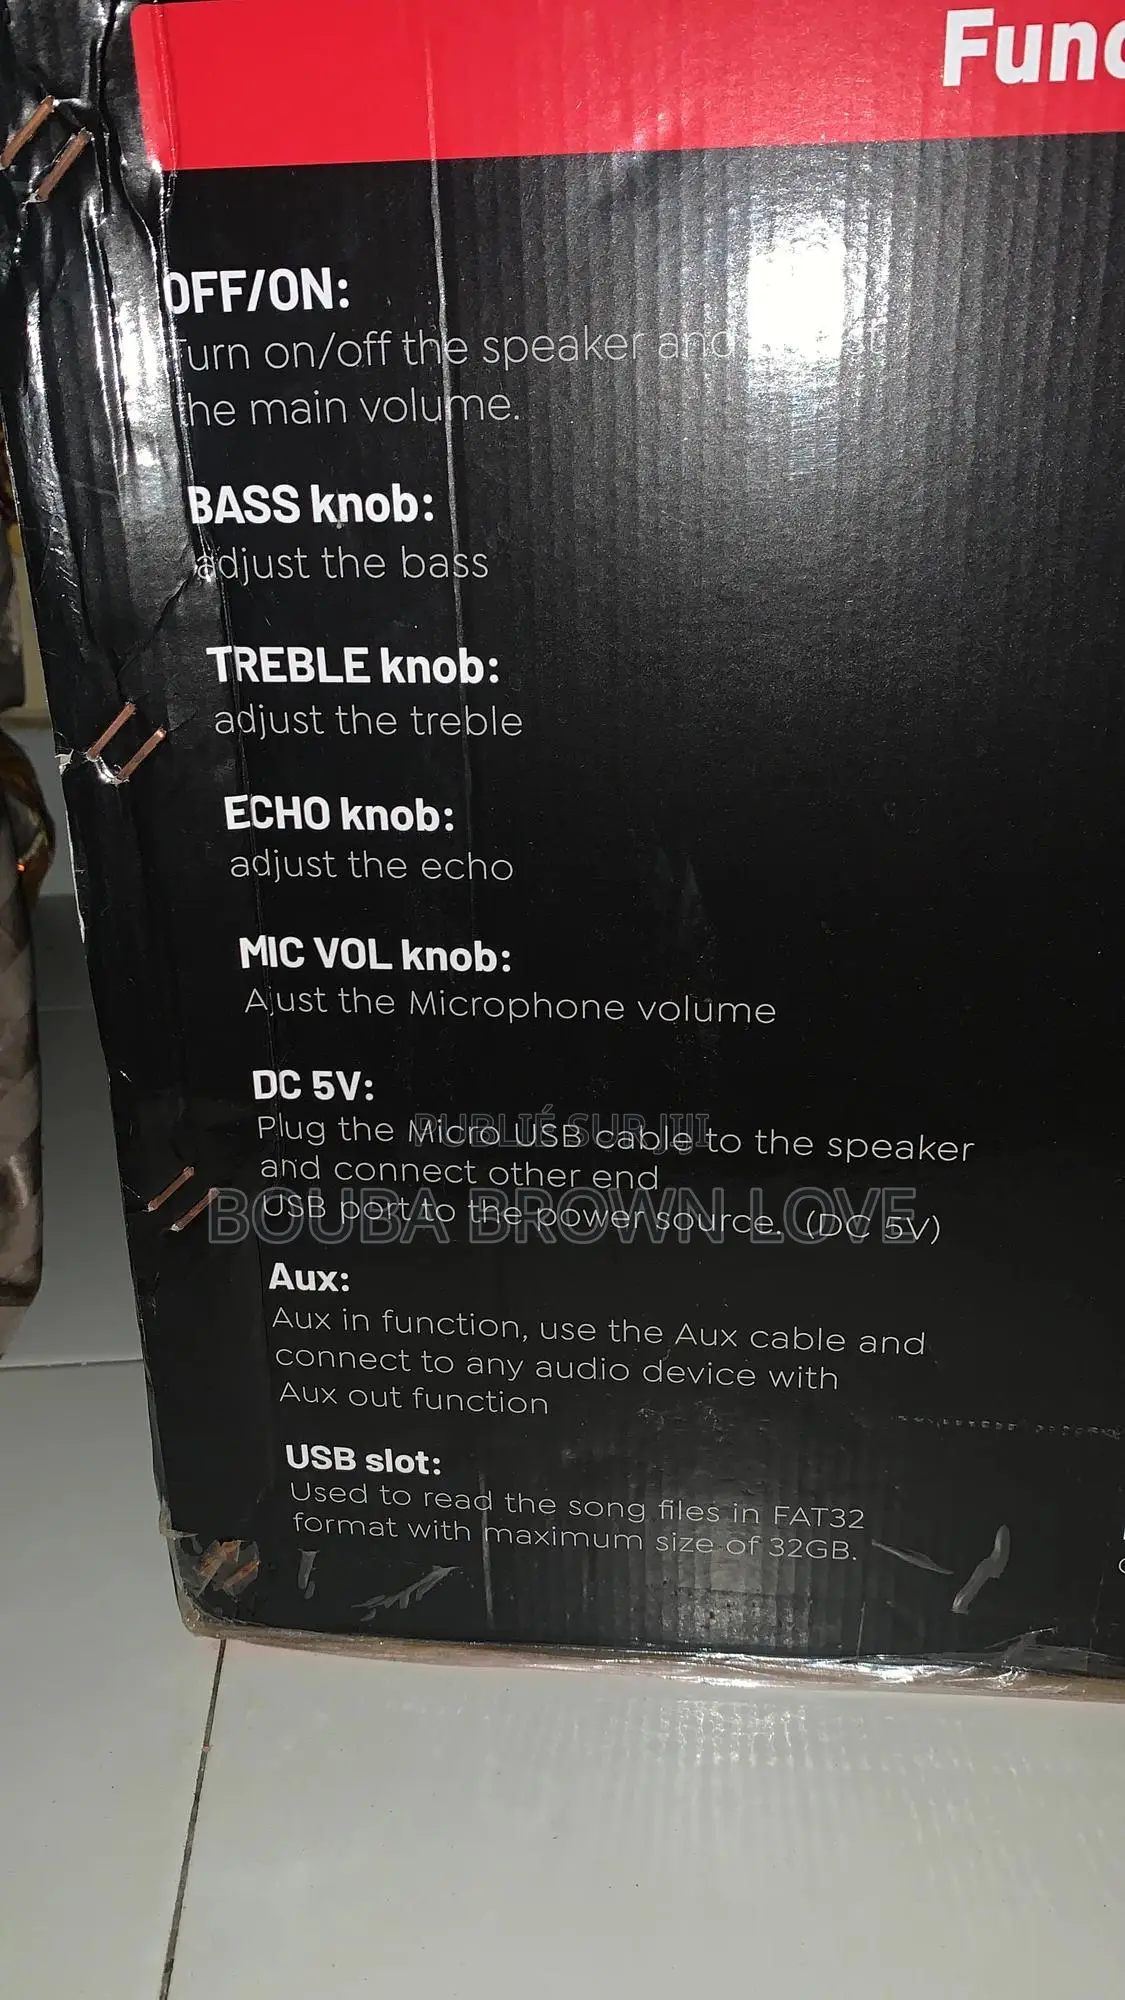 Func
OFF/ON:
Turn on/off the speaker and
the main volume.
BASS knob:
adjust the bass
TREBLE knob:
adjust the treble
ECHO knob:
adjust the echo
MIC VOL knob:
Ajust the Microphone volume
DC 5V:
Plug the Micro USB cable to the speaker
and connect other end
USB port to the power source. (DC 5V)
PUBLIÉ SUR JIJI
BOUBA BROWN LOVE
Aux:
Aux in function, use the Aux cable and
connect to any audio device with
Aux out function
USB slot:
Used to read the song files in FAT32
format with maximum size of 32GB.